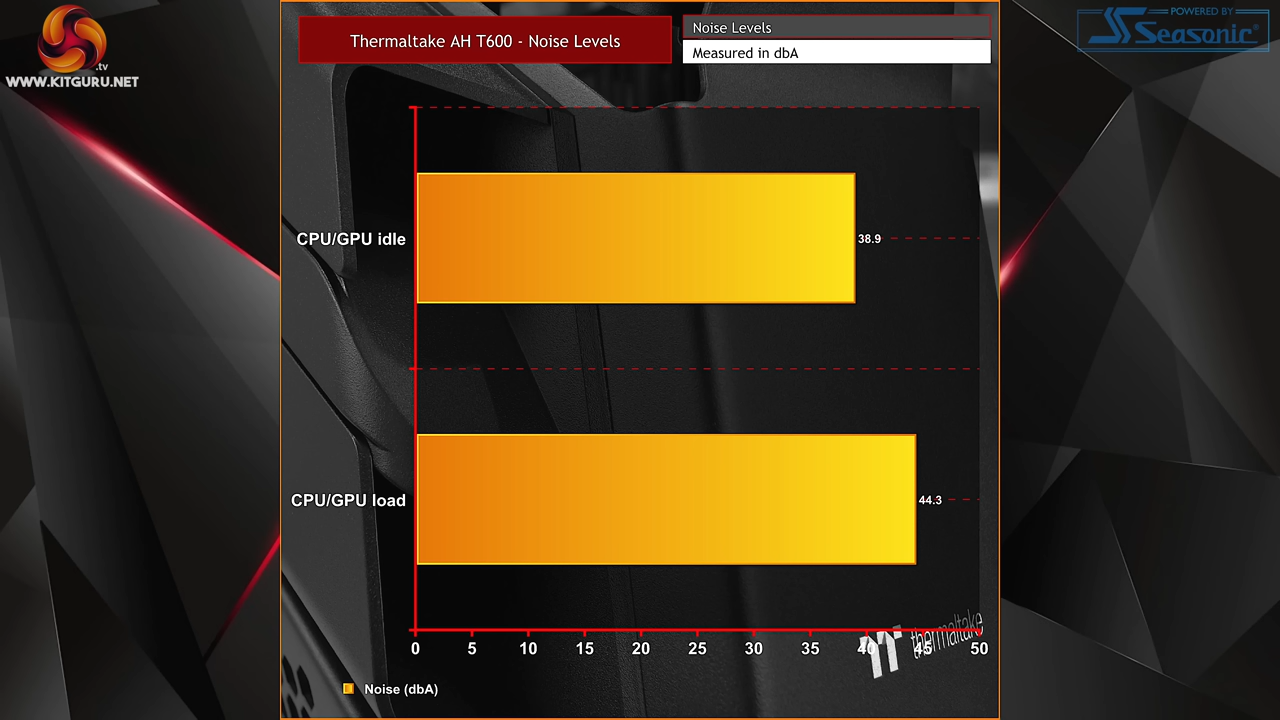 .tv
WWW.KITGURU.NET
Thermaltake AH T600 - Noise Levels
Noise Levels
Measured in dbA
POWERED BY
Seasonic®
CPU/GPU idle
38.9
CPU/GPU load
44.3
0 5 10 15 20 25 30 35 40 45 50
thermaltake
Noise (dbA)